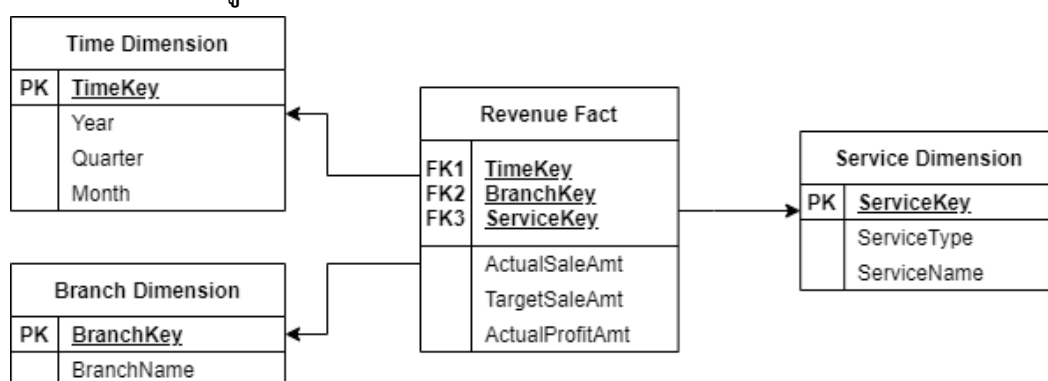 Time Dimension
PK TimeKey
Year
Quarter
Month
Branch Dimension
PK BranchKey
BranchName
Revenue Fact
FK1 TimeKey
FK2 BranchKey
FK3 ServiceKey
ActualSaleAmt
TargetSaleAmt
ActualProfitAmt
Service Dimension
PK ServiceKey
ServiceType
ServiceName